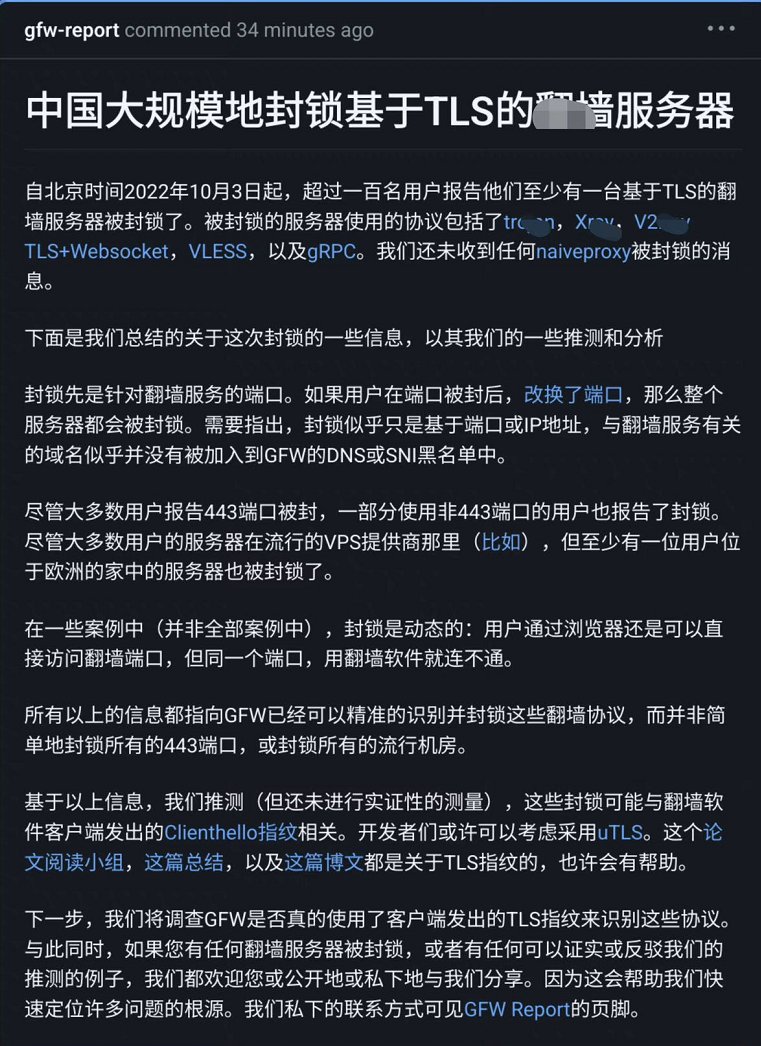 gfw-report commented 34 minutes ago
中国大规模地封锁基于TLS的翻墙服务器
自北京时间2022年10月3日起，超过一百名用户报告他们至少有一台基于TLS的翻
墙服务器被封锁了。被封锁的服务器使用的协议包括了trojan，Xray，V2ray
TLS+Websocket，VLESS，以及gRPC。我们还未收到任何naiveproxy被封锁的消
息。
下面是我们总结的关于这次封锁的一些信息，以其我们的一些推测和分析
封锁先是针对翻墙服务的端口。如果用户在端口被封后，改换了端口，那么整个
服务器都会被封锁。需要指出，封锁似乎只是基于端口或IP地址，与翻墙服务有关
的域名似乎并没有被加入到GFW的DNS或SNI黑名单中。
尽管大多数用户报告443端口被封，一部分使用非443端口的用户也报告了封锁。
尽管大多数用户的服务器在流行的VPS提供商那里（比如），但至少有一位用户位
于欧洲的家中的服务器也被封锁了。
在一些案例中（并非全部案例中），封锁是动态的：用户通过浏览器还是可以直
接访问翻墙端口，但同一个端口，用翻墙软件就连不通。
所有以上的信息都指向GFW已经可以精准的识别并封锁这些翻墙协议，而并非简
单地封锁所有的443端口，或封锁所有的流行机房。
基于以上信息，我们推测（但还未进行实证性的测量），这些封锁可能与翻墙软
件客户端发出的Clienthello指纹相关。开发者们或许可以考虑采用uTLS。这个论
文阅读小组，这篇总结，以及这篇博文都是关于TLS指纹的，也许会有帮助。
下一步，我们将调查GFW是否真的使用了客户端发出的TLS指纹来识别这些协议。
与此同时，如果您有任何翻墙服务器被封锁，或者有任何可以证实或反驳我们的
推测的例子，我们都欢迎您或公开地或私下地与我们分享。因为这会帮助我们快
速定位许多问题的根源。我们私下的联系方式可见GFW Report的页脚。